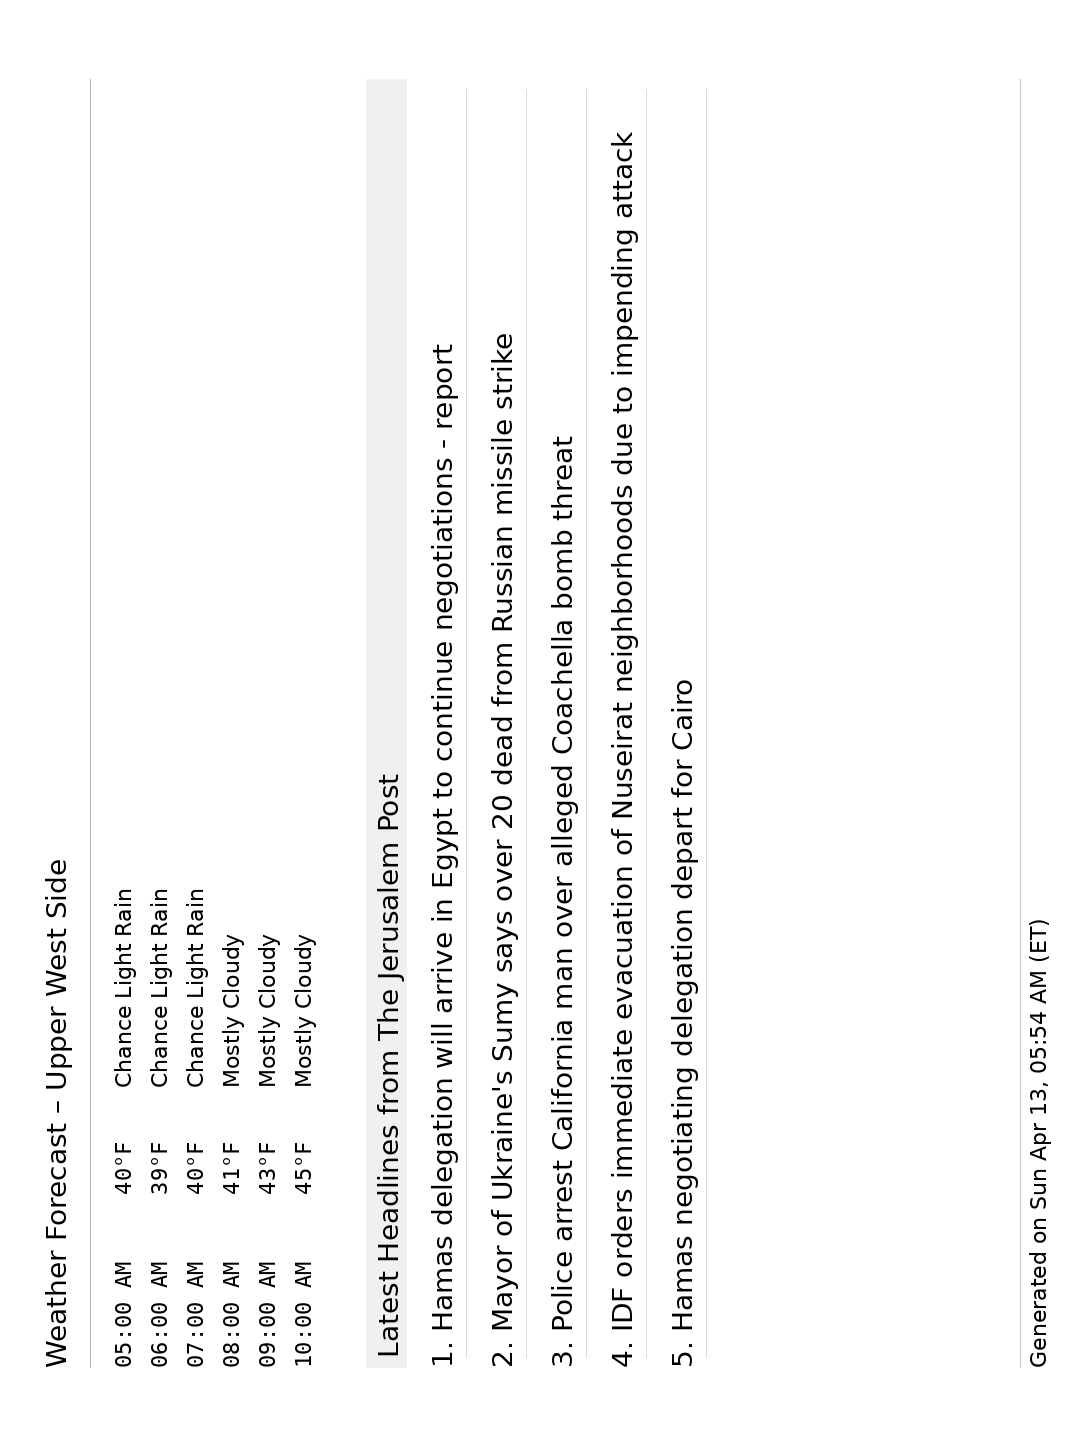 Weather Forecast – Upper West Side
05:00 AM 40°F Chance Light Rain
06:00 AM 39°F Chance Light Rain
07:00 AM 40°F Chance Light Rain
08:00 AM 41°F Mostly Cloudy
09:00 AM 43°F Mostly Cloudy
10:00 AM 45°F Mostly Cloudy
Latest Headlines from The Jerusalem Post
1. Hamas delegation will arrive in Egypt to continue negotiations - report
2. Mayor of Ukraine's Sumy says over 20 dead from Russian missile strike
3. Police arrest California man over alleged Coachella bomb threat
4. IDF orders immediate evacuation of Nuseirat neighborhoods due to impending attack
5. Hamas negotiating delegation depart for Cairo
Generated on Sun Apr 13, 05:54 AM (ET)